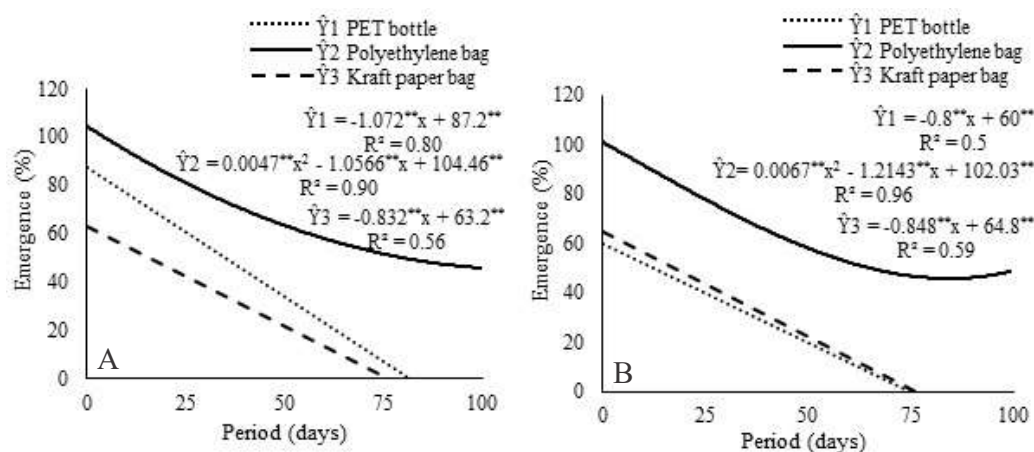 Ŷ1 PET bottle
Ŷ2 Polyethylene bag
Ŷ3 Kraft paper bag
120
100
80
60
40
20
0
Emergence (%)
Ŷ1 = -1.072**x + 87.2**
R² = 0.80
Ŷ2 = 0.0047**x² - 1.0566**x + 104.46**
R² = 0.90
Ŷ3 = -0.832**x + 63.2**
R² = 0.56
A
0 25 50 75 100
Period (days)
Ŷ1 PET bottle
Ŷ2 Polyethylene bag
Ŷ3 Kraft paper bag
120
100
80
60
40
20
0
Emergence (%)
Ŷ1 = -0.8**x + 60**
R² = 0.5
Ŷ2= 0.0067**x² - 1.2143**x + 102.03**
R² = 0.96
Ŷ3 = -0.848**x + 64.8**
R² = 0.59
B
0 25 50 75 100
Period (days)